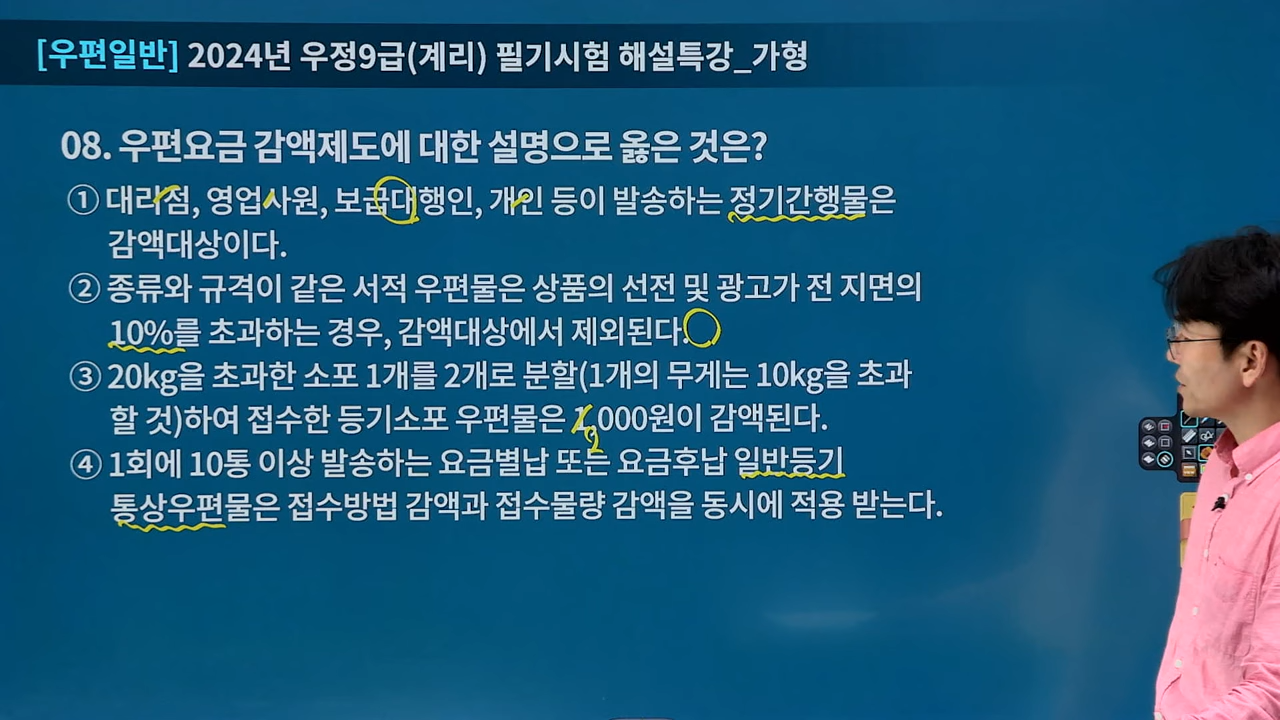 [우편일반] 2024년 우정9급(계리) 필기시험 해설특강_가형
08. 우편요금 감액제도에 대한 설명으로 옳은 것은?
① 대리점, 영업사원, 보급대행인, 개인 등이 발송하는 정기간행물은
감액대상이다.
② 종류와 규격이 같은 서적 우편물은 상품의 선전 및 광고가 전 지면의
10%를 초과하는 경우, 감액대상에서 제외된다.
③ 20kg을 초과한 소포 1개를 2개로 분할(1개의 무게는 10kg을 초과
할 것)하여 접수한 등기소포 우편물은 1,000원이 감액된다.
2
④ 1회에 10통 이상 발송하는 요금별납 또는 요금후납 일반등기
통상우편물은 접수방법 감액과 접수물량 감액을 동시에 적용 받는다.